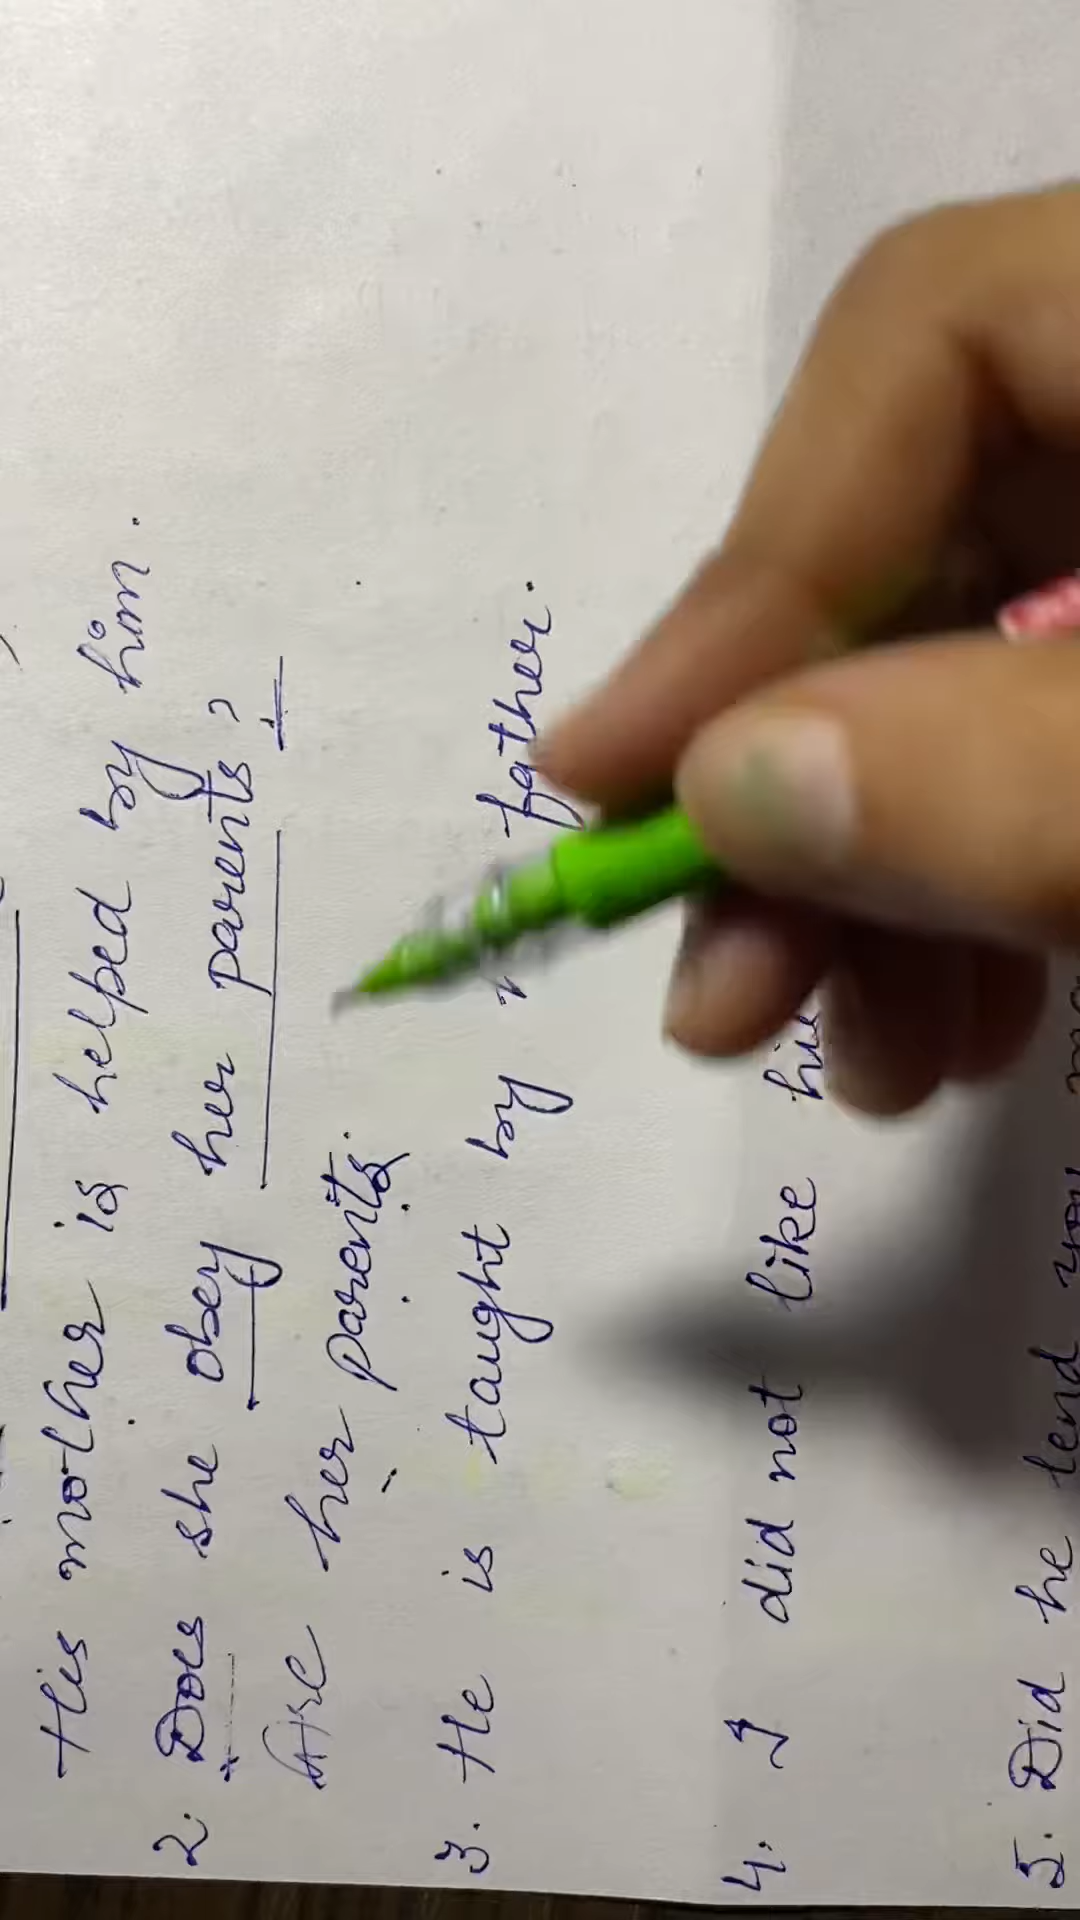 His mother is helped by him.
2. Does she obey her parents?
Are her parents
3. He is taught by father.
4. I did not like
5. Did he lend you